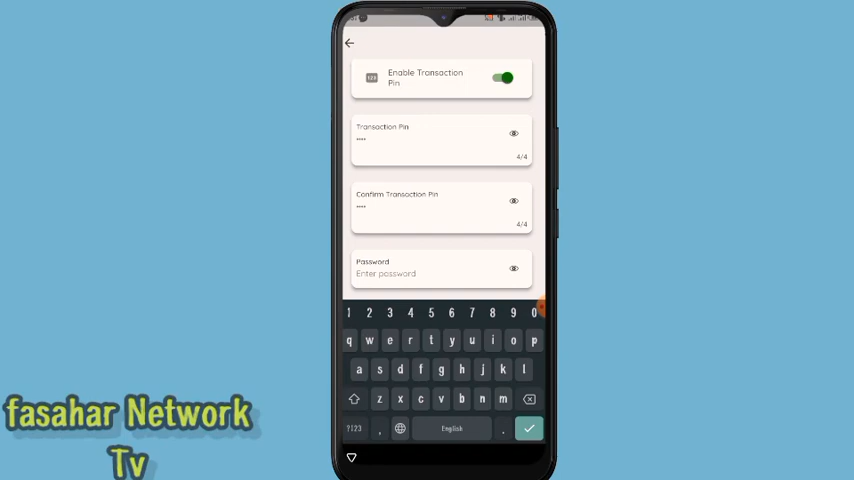 Enable Transaction
Pin
Transaction Pin
••••
4/4
Confirm Transaction Pin
••••
4/4
Password
Enter password
1 2 3 4 5 6 7 8 9 0
q w e r t y u i o p
a s d f g h j k l
z x c v b n m
?123 , English .
fasahar Network
Tv